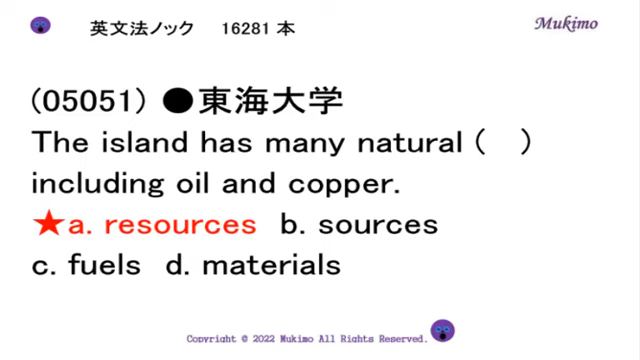 英文法ノック 16281 本
Mukimo
(05051) ●東海大学
The island has many natural ( )
including oil and copper.
★a. resources b. sources
c. fuels d. materials
Copyright @ 2022 Mukimo All Rights Reserved.